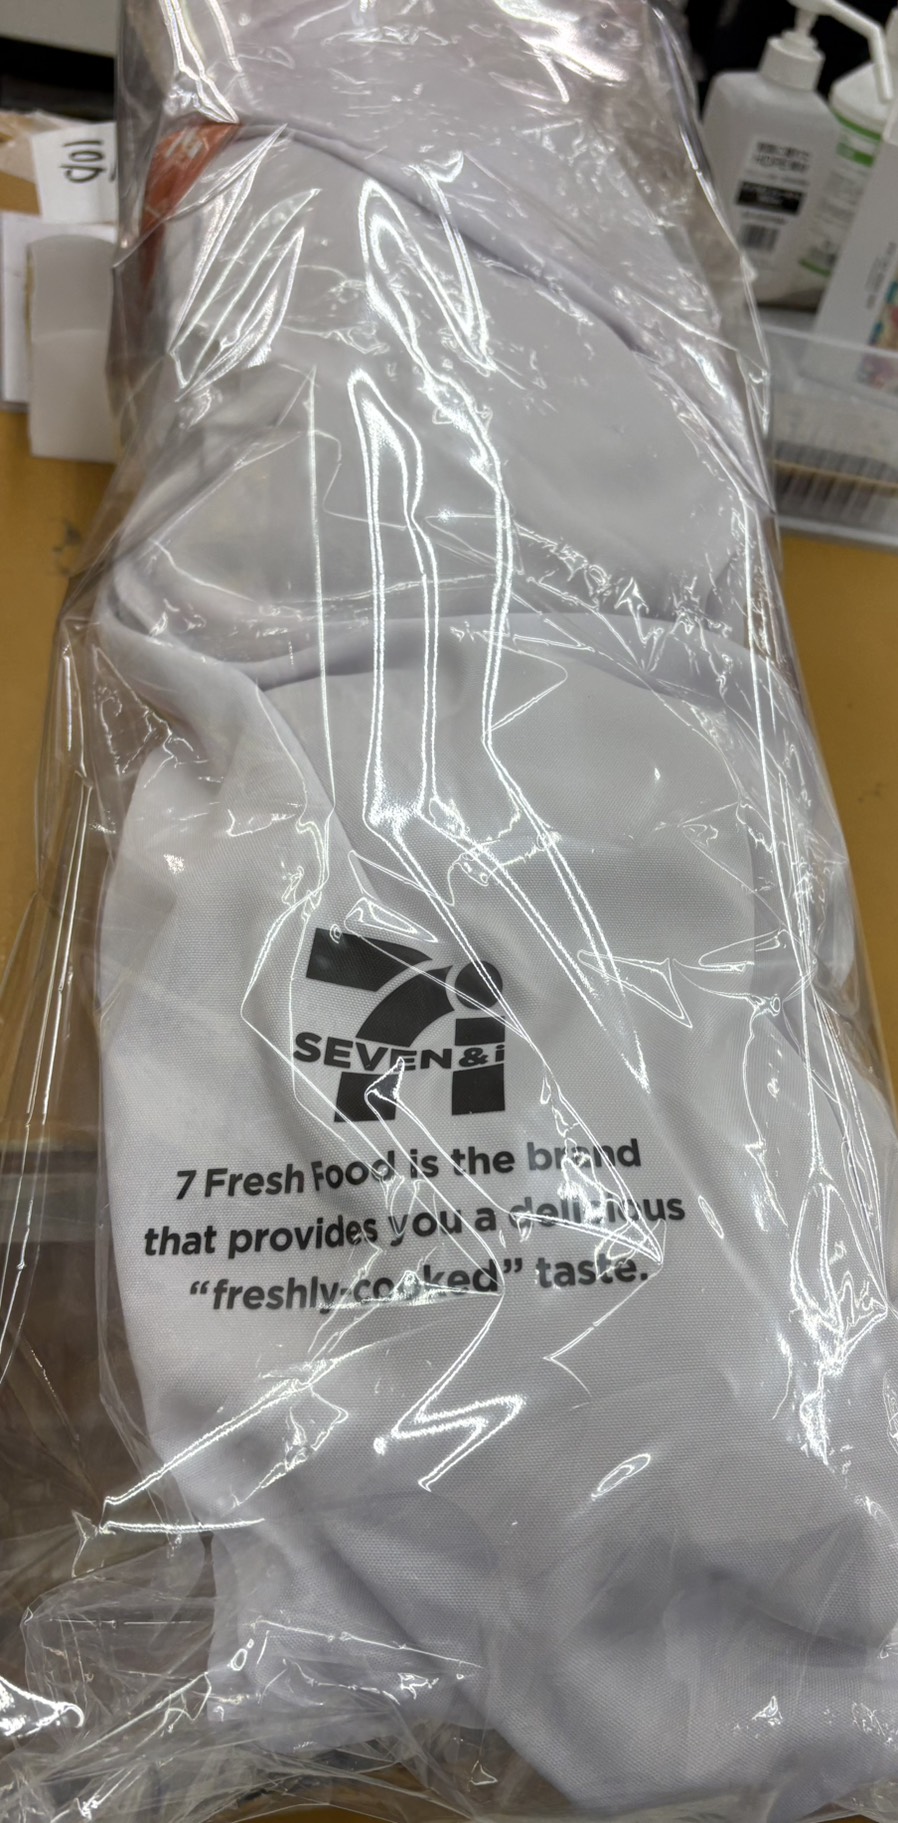 SEVEN&i
7 Fresh Food is the brand
that provides you a delicious
“freshly-cooked” taste.